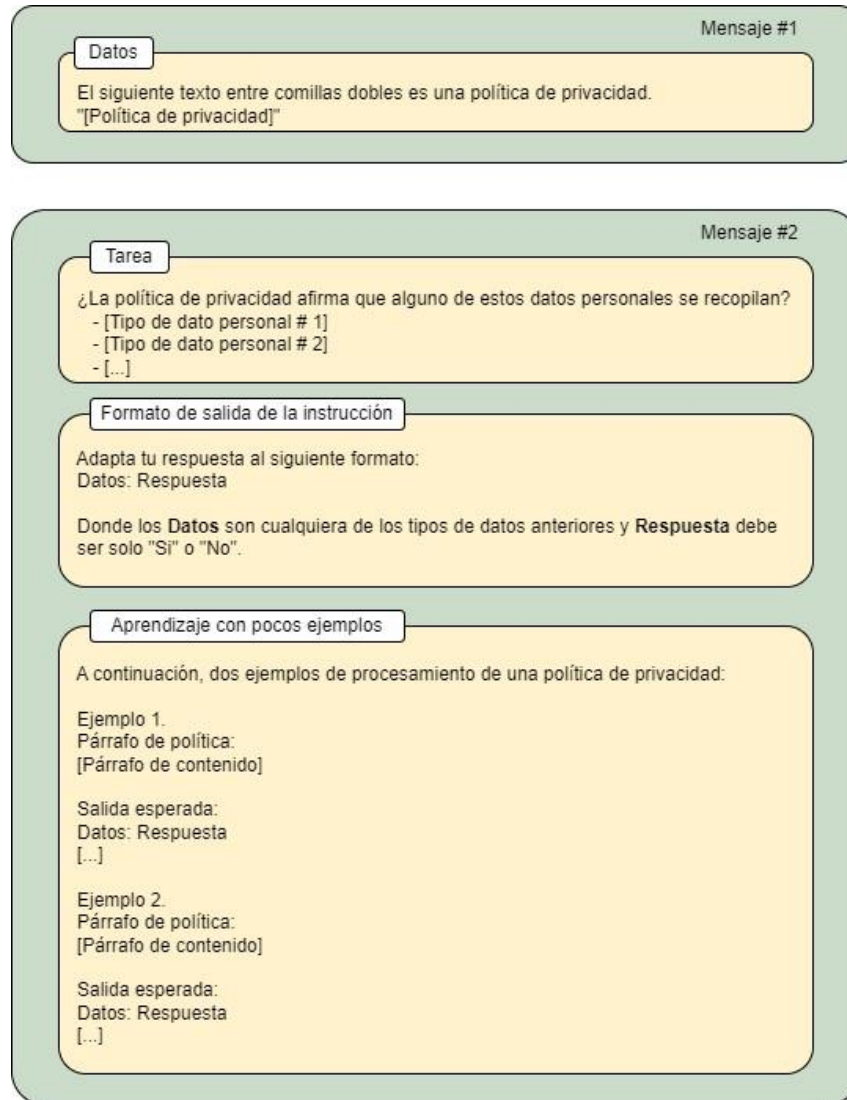 Mensaje #1
Datos
El siguiente texto entre comillas dobles es una política de privacidad.
"[Política de privacidad]"
Mensaje #2
Tarea
¿La política de privacidad afirma que alguno de estos datos personales se recopilan?
- [Tipo de dato personal # 1]
- [Tipo de dato personal # 2]
- [...]
Formato de salida de la instrucción
Adapta tu respuesta al siguiente formato:
Datos: Respuesta
Donde los Datos son cualquiera de los tipos de datos anteriores y Respuesta debe
ser solo "Si" o "No".
Aprendizaje con pocos ejemplos
A continuación, dos ejemplos de procesamiento de una política de privacidad:
Ejemplo 1.
Párrafo de política:
[Párrafo de contenido]
Salida esperada:
Datos: Respuesta
[...]
Ejemplo 2.
Párrafo de política:
[Párrafo de contenido]
Salida esperada:
Datos: Respuesta
[...]